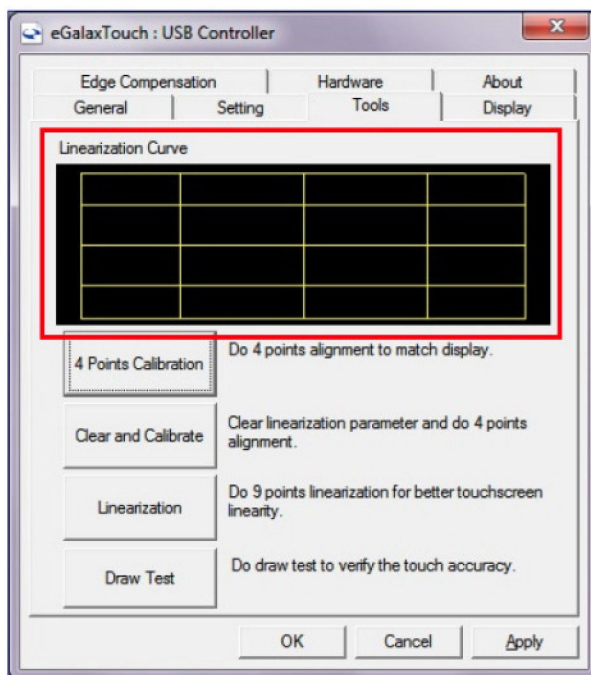 eGalaxTouch : USB Controller
Edge Compensation
Hardware
About
General
Setting
Tools
Display
Linearization Curve
4 Points Calibration
Do 4 points alignment to match display.
Clear and Calibrate
Clear linearization parameter and do 4 points
alignment.
Linearization
Do 9 points linearization for better touchscreen
linearity.
Draw Test
Do draw test to verify the touch accuracy.
OK
Cancel
Apply